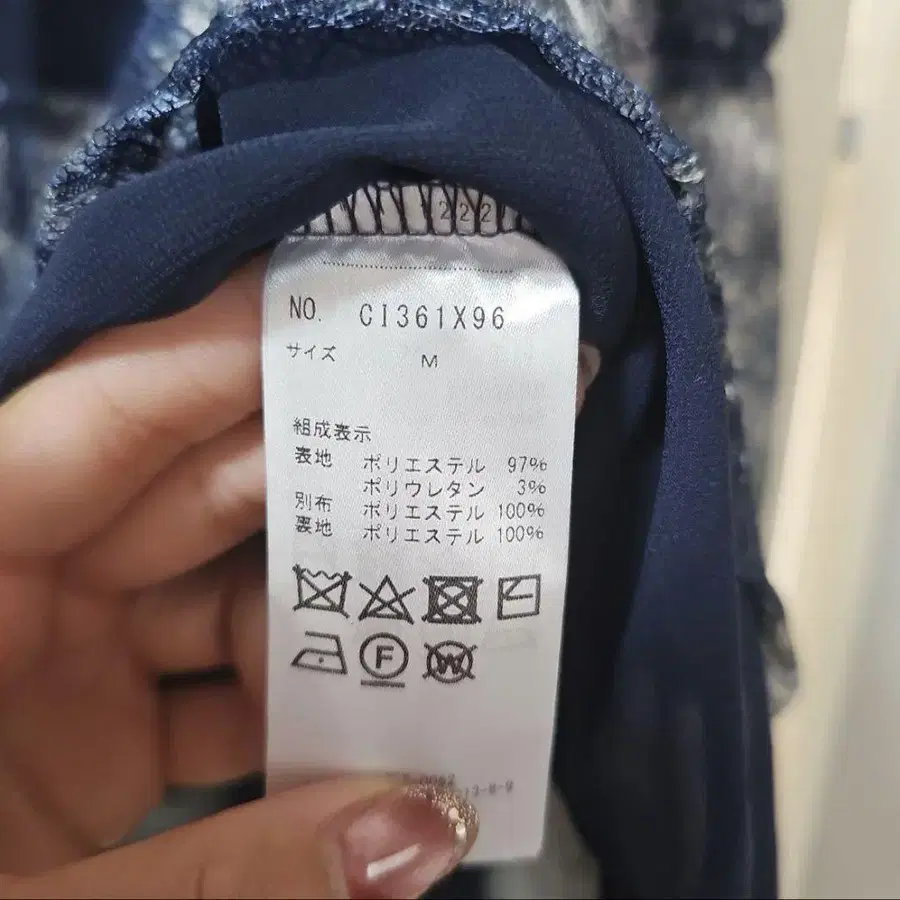 222
NO. CI361X96
サイズ M
組成表示
表地 ポリエステル 97%
ポリウレタン 3%
別布 ポリエステル 100%
裏地 ポリエステル 100%
F W